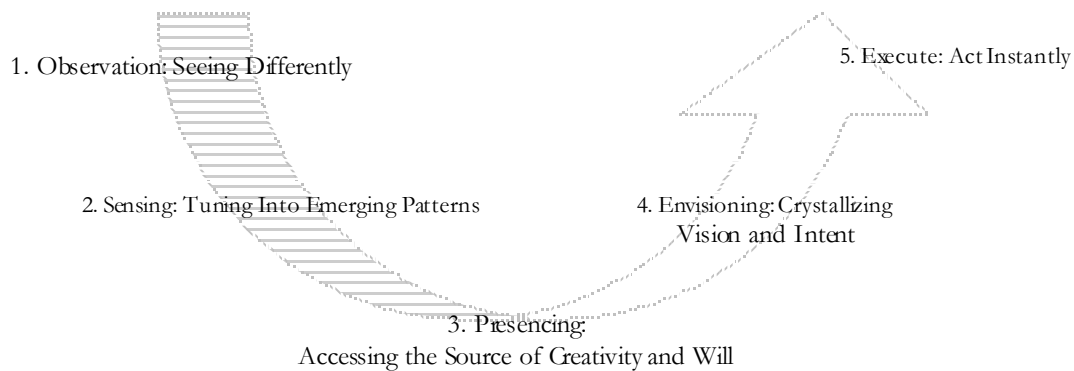 1. Observation: Seeing Differently
5. Execute: Act Instantly
2. Sensing: Tuning Into Emerging Patterns
4. Envisioning: Crystallizing
Vision and Intent
3. Presencing:
Accessing the Source of Creativity and Will